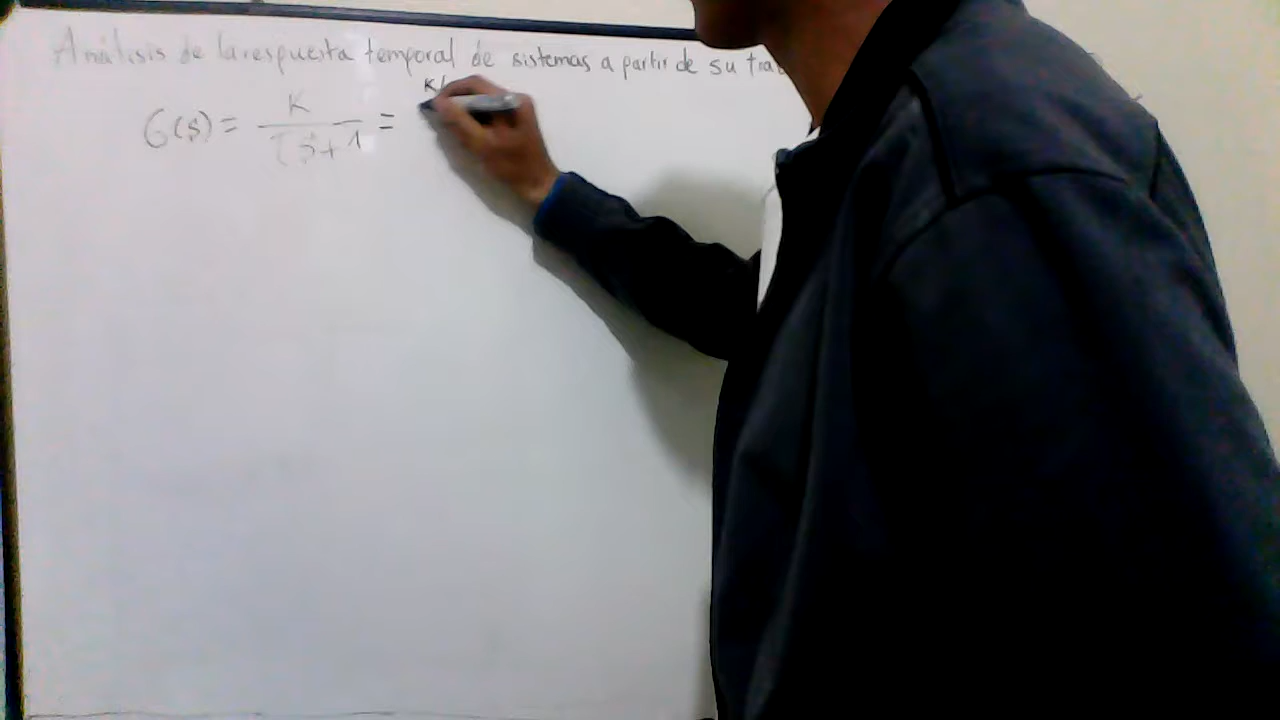 Análisis de la respuesta temporal de sistemas a partir de su
G(s) = K / τs + 1 = K/